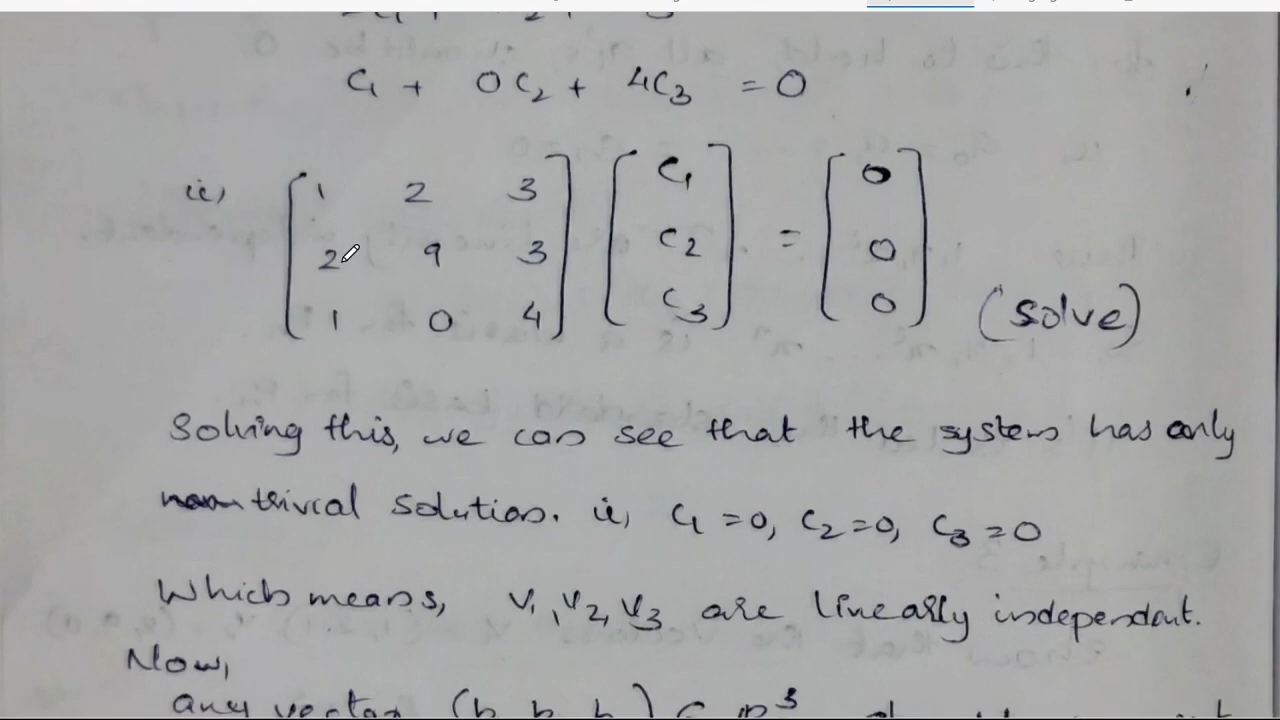 C₁ + 0C₂ + 4C₃ = 0
ie) [1 2 3] [C₁] = [0]
[2 9 3] [C₂] [0]
[1 0 4] [C₃] [0] (solve)
Solving this, we can see that the system has only
trivial solution. ie, C₁ = 0, C₂ = 0, C₃ = 0
Which means, V₁, V₂, V₃ are linearly independent.
Now,
any vector